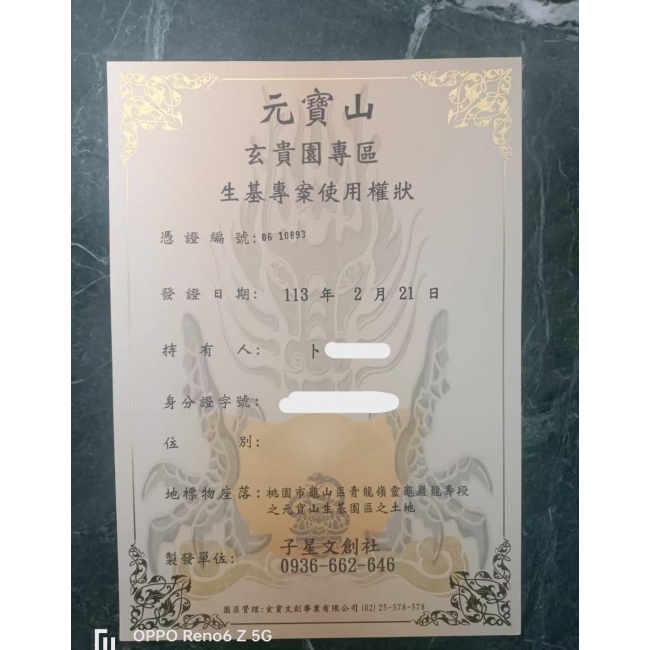 元寶山
玄貴園專區
生基專案使用權狀
憑證編號:06 10893
發證日期: 113 年 2 月 21 日
持有人: 卜
身分證字號:
位別:
地標物座落:桃園市龜山區青龍嶺靈龜巖龍壽段
之元寶山生基園區之土地
製發單位: 子星文創社
0936-662-646
園區管理:玄寶文創事業有限公司(02)25-578-578
OPPO Reno6 Z 5G